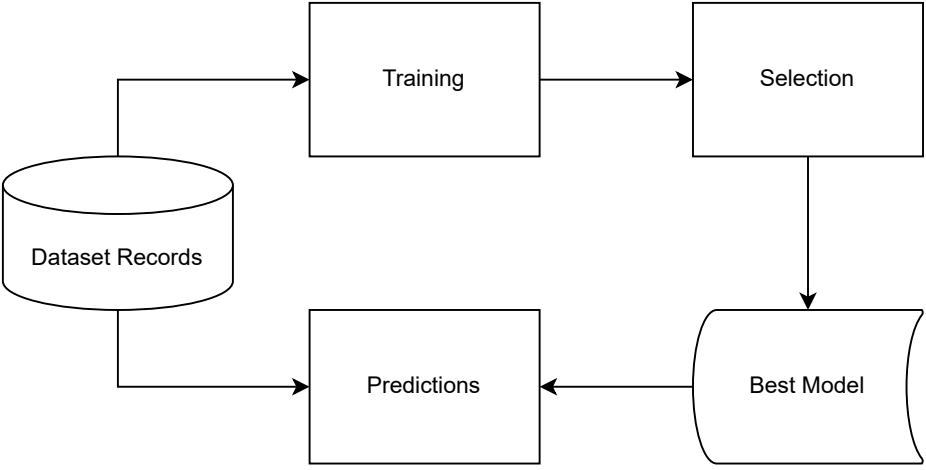 Training
Selection
Dataset Records
Predictions
Best Model